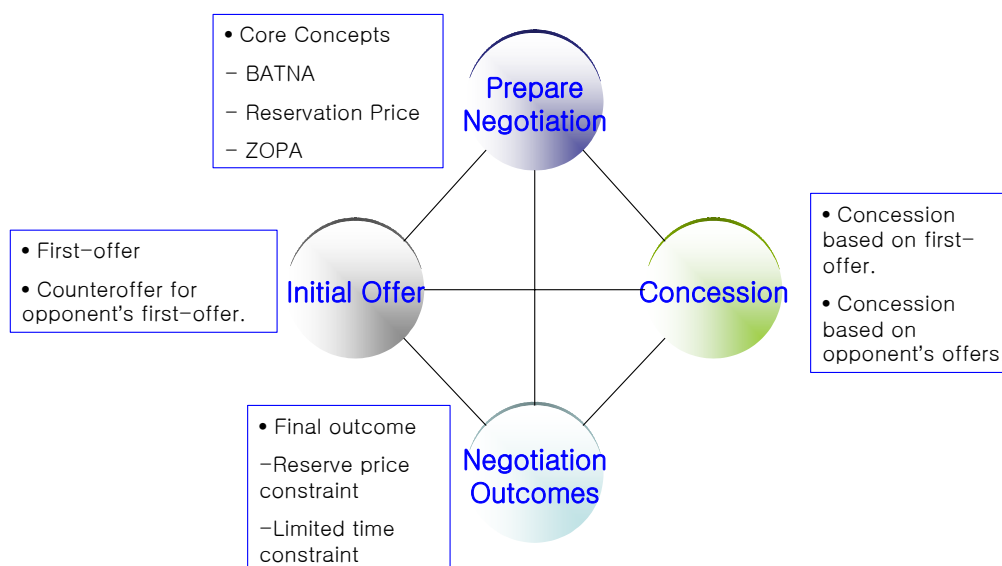 • Core Concepts
- BATNA
- Reservation Price
- ZOPA
Prepare
Negotiation
• First-offer
• Counteroffer for
opponent's first-offer.
Initial Offer
Concession
• Concession
based on first-
offer.
• Concession
based on
opponent's offers
• Final outcome
-Reserve price
constraint
-Limited time
constraint
Negotiation
Outcomes